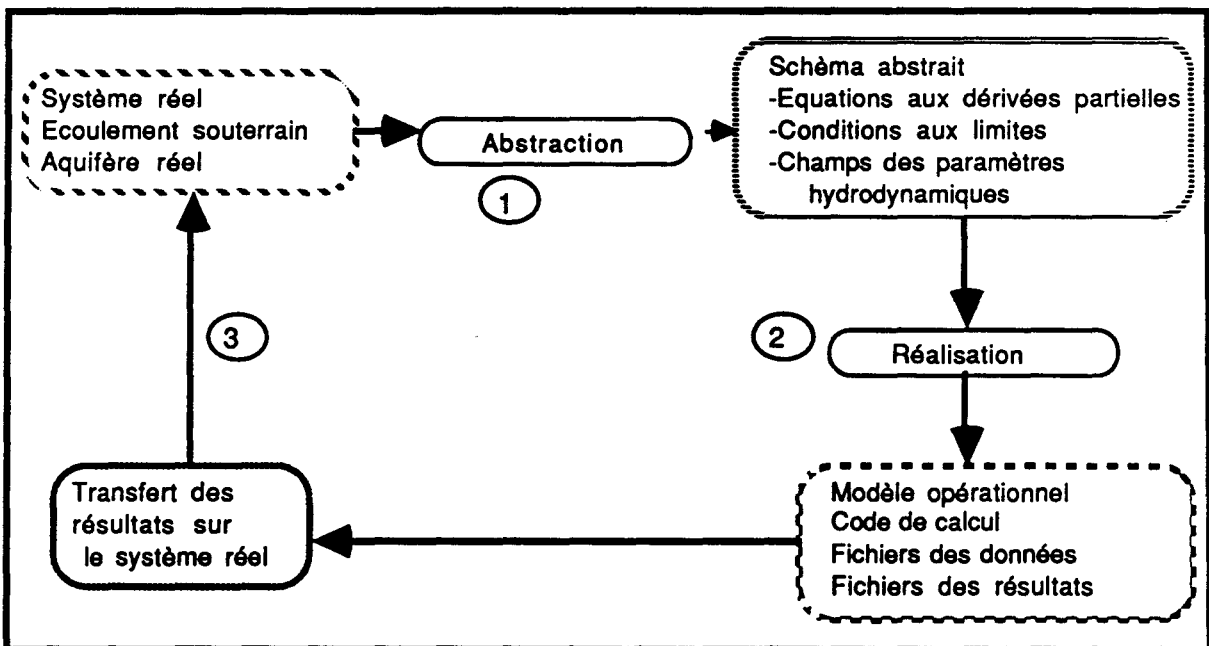 Système réel
Ecoulement souterrain
Aquifère réel
Abstraction
1
Schèma abstrait
-Equations aux dérivées partielles
-Conditions aux limites
-Champs des paramètres
hydrodynamiques
3
2
Réalisation
Transfert des
résultats sur
le système réel
Modèle opérationnel
Code de calcul
Fichiers des données
Fichiers des résultats